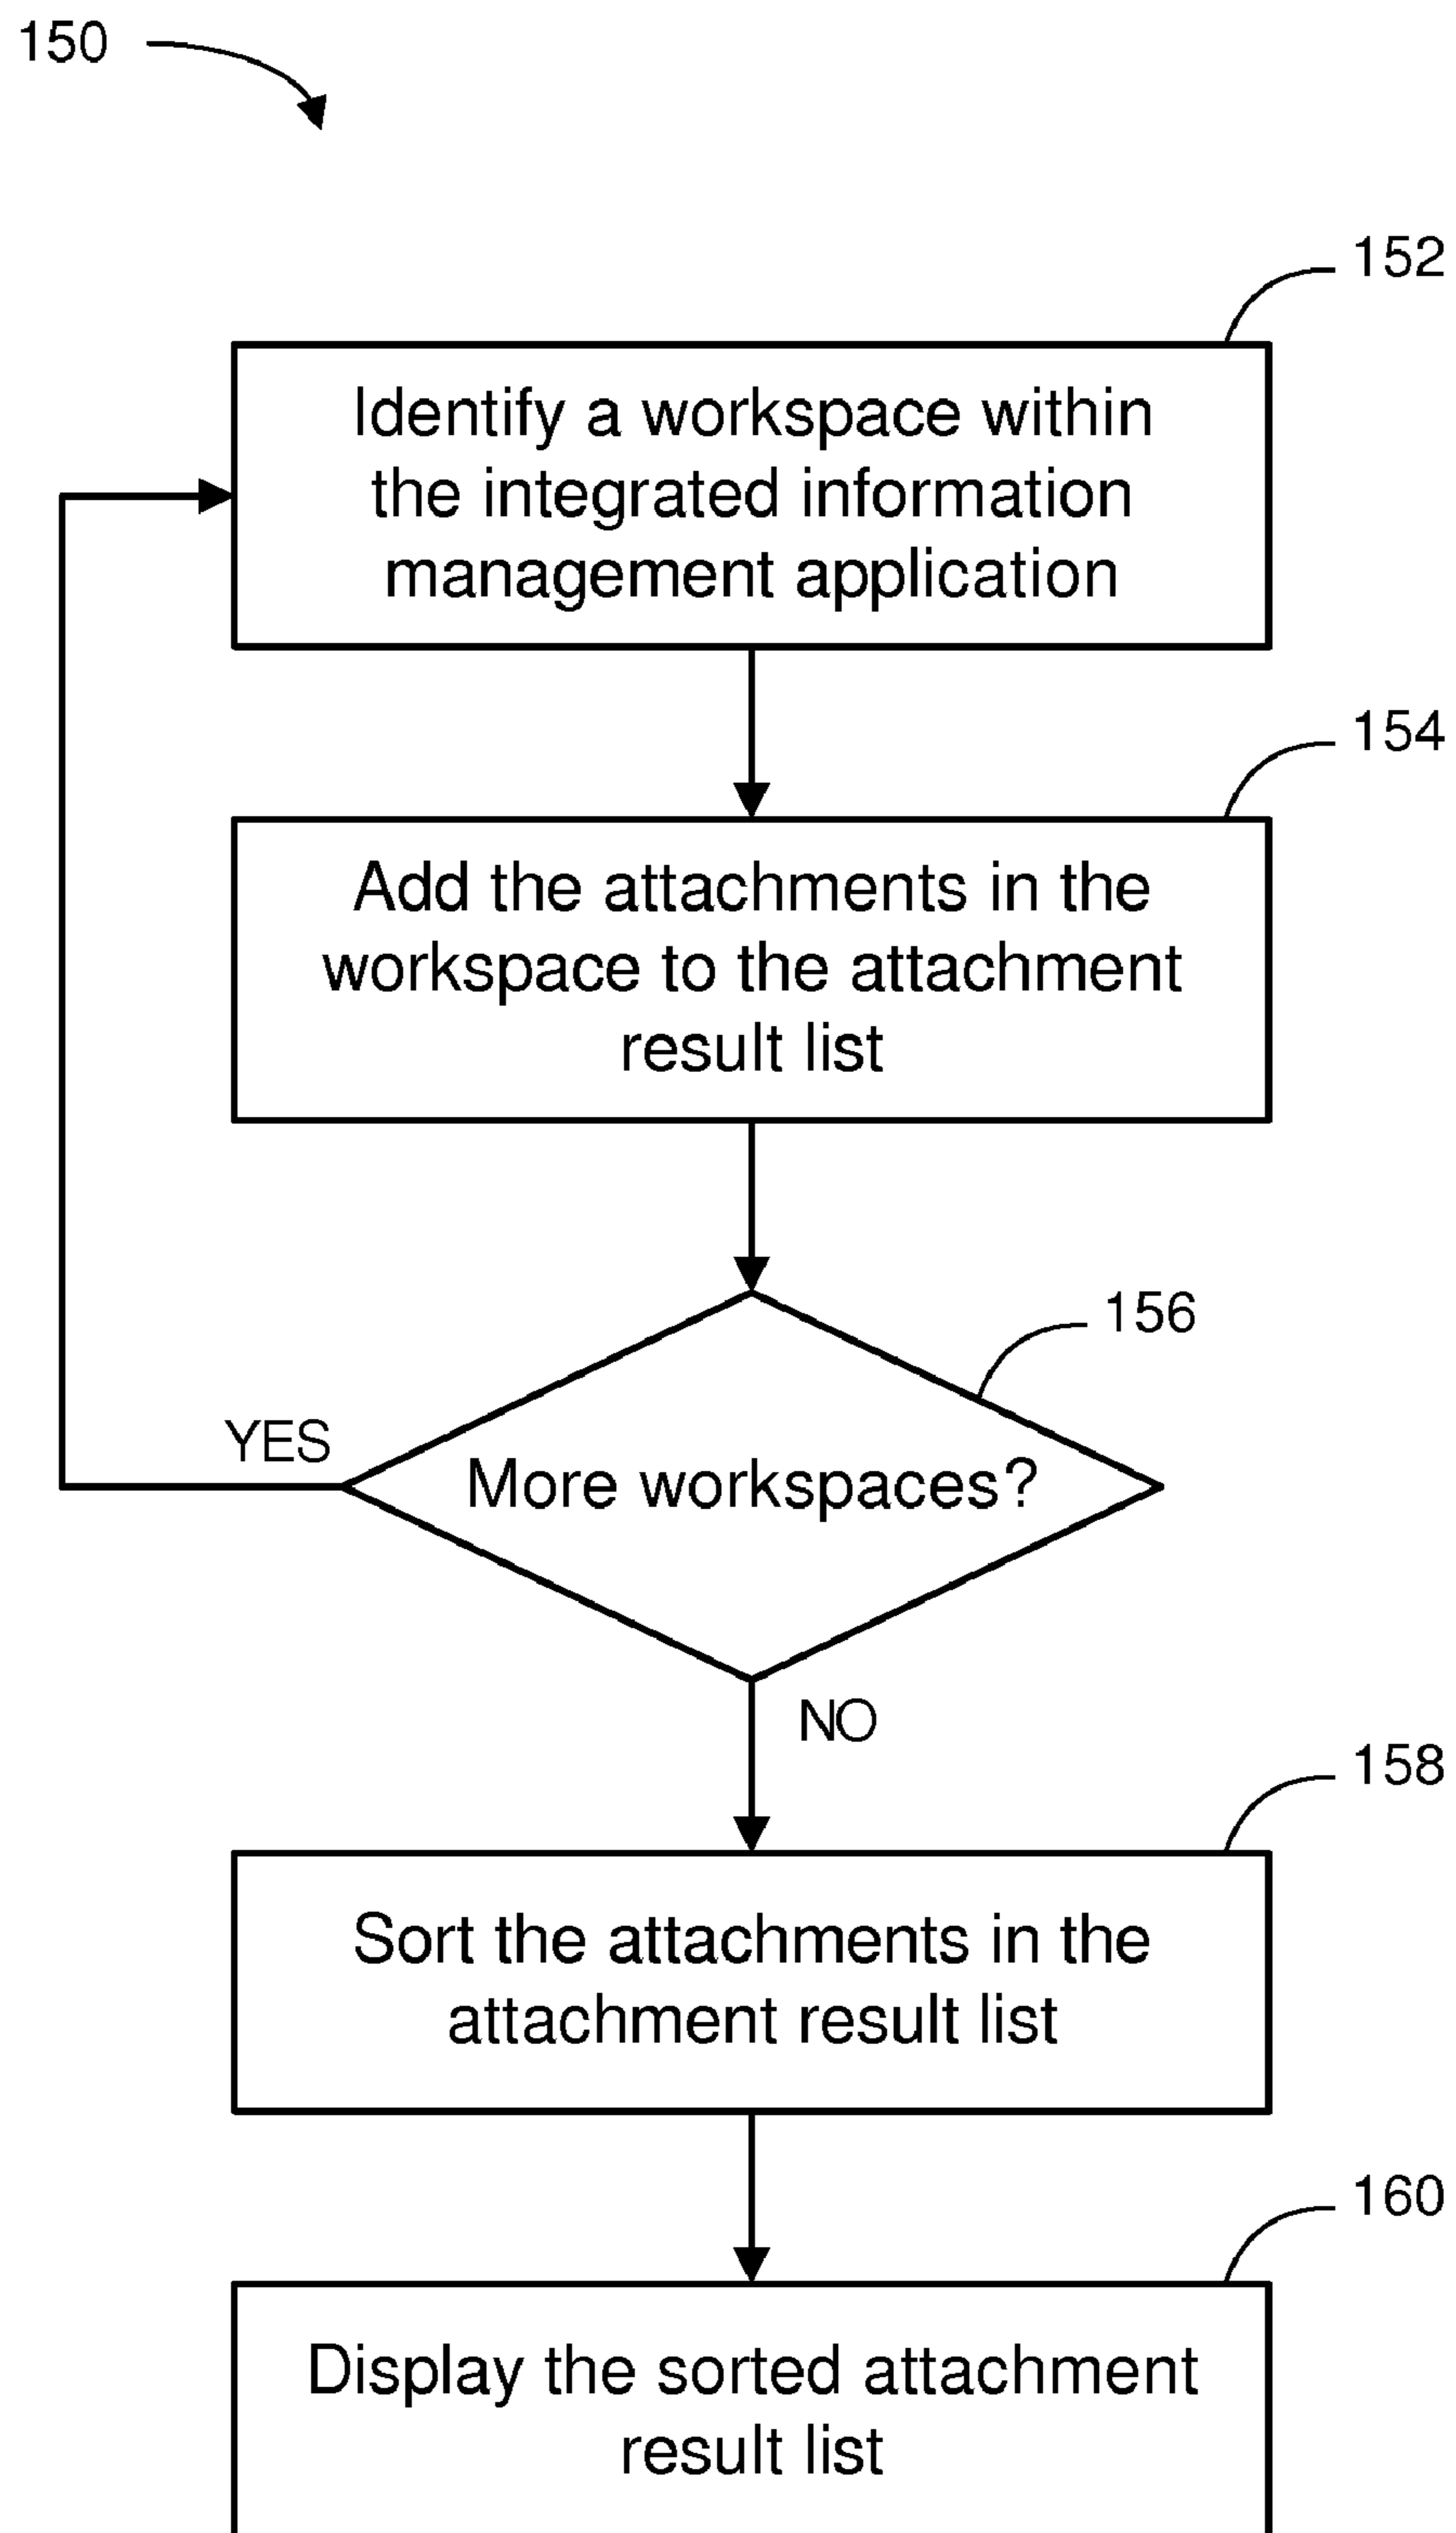 150
152
Identify a workspace within
the integrated information
management application
154
Add the attachments in the
workspace to the attachment
result list
156
More workspaces?
YES
NO
158
Sort the attachments in the
attachment result list
160
Display the sorted attachment
result list